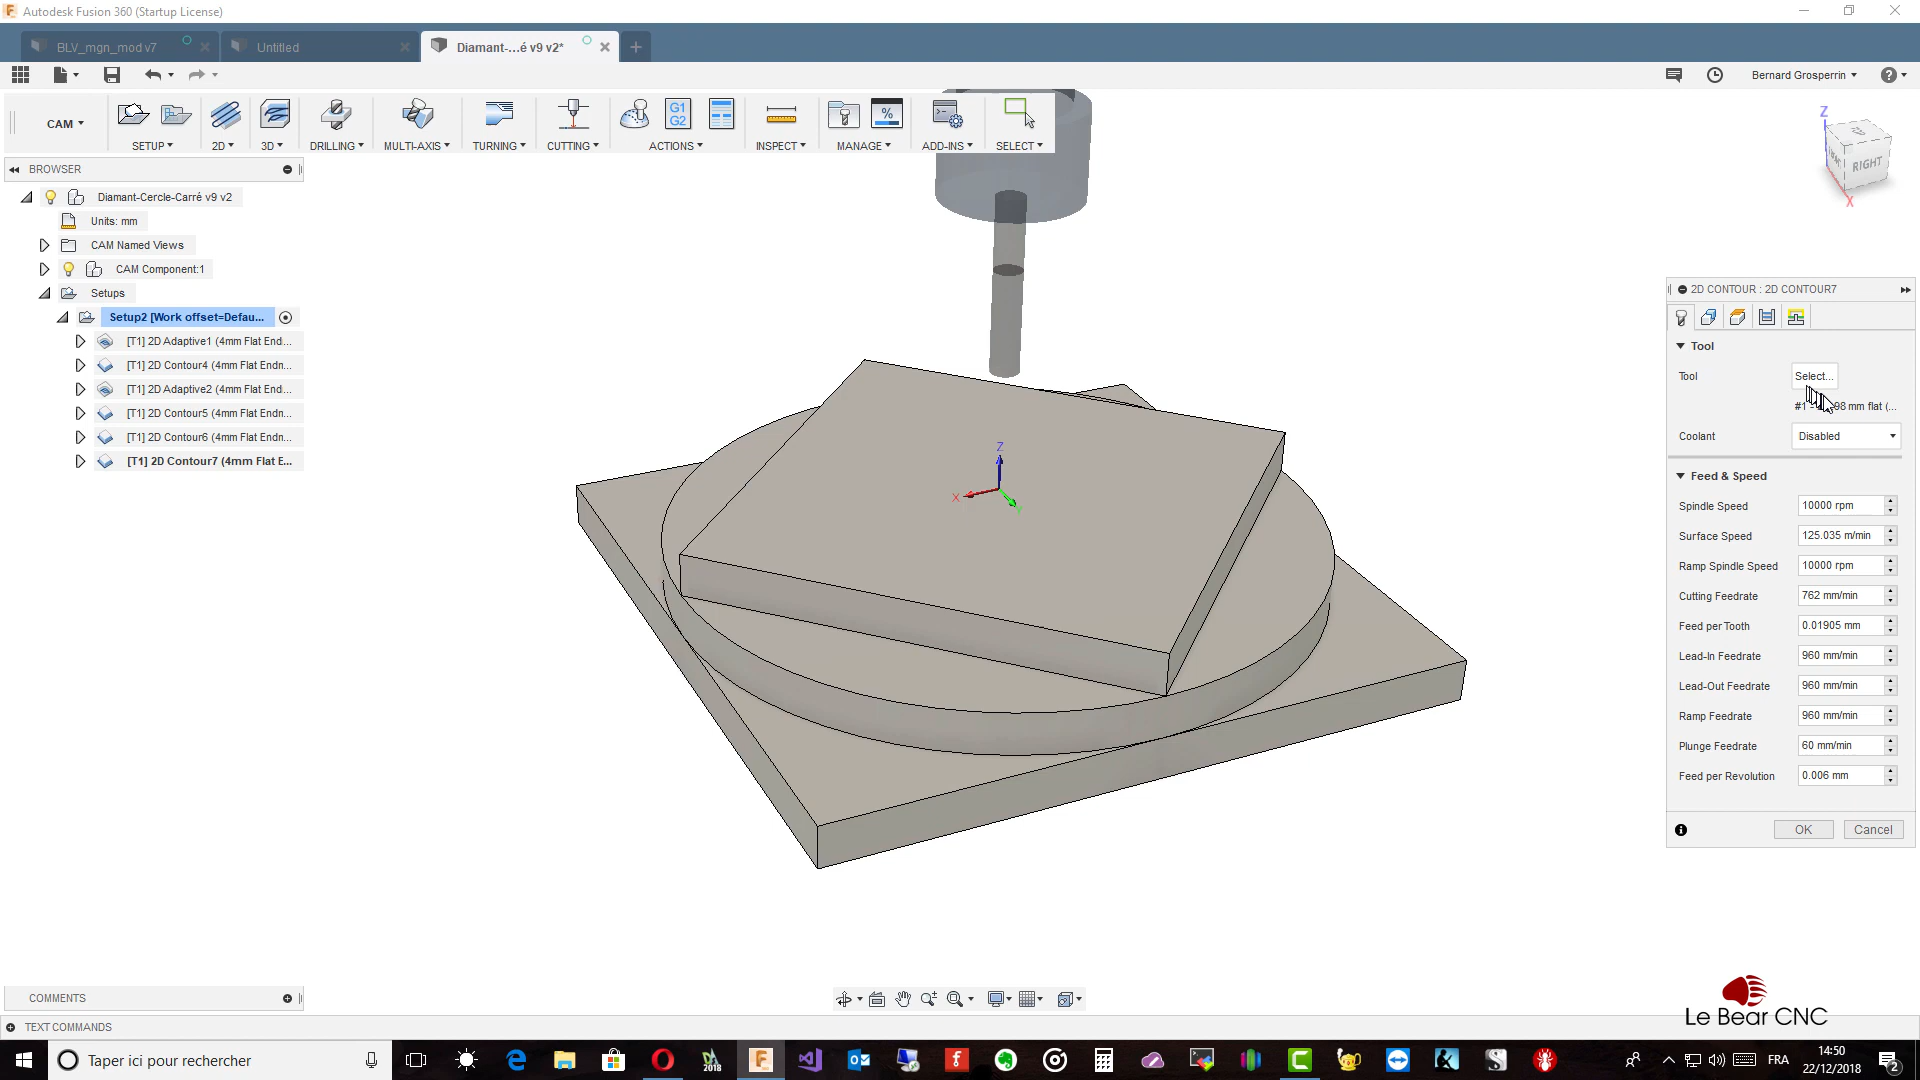 Autodesk Fusion 360 (Startup License)
BLV_mgn_mod v7
Untitled
Diamant-...é v9 v2*
Bernard Grosperrin
CAM
SETUP
2D
3D
DRILLING
MULTI-AXIS
TURNING
CUTTING
G1
G2
ACTIONS
INSPECT
%
MANAGE
ADD-INS
SELECT
Z
RIGHT
X
BROWSER
Diamant-Cercle-Carré v9 v2
Units: mm
CAM Named Views
CAM Component:1
Setups
Setup2 [Work offset=Defau...
[T1] 2D Adaptive1 (4mm Flat End...
[T1] 2D Contour4 (4mm Flat Endn...
[T1] 2D Adaptive2 (4mm Flat End...
[T1] 2D Contour5 (4mm Flat Endn...
[T1] 2D Contour6 (4mm Flat Endn...
[T1] 2D Contour7 (4mm Flat E...
Z
X
2D CONTOUR : 2D CONTOUR7
Tool
Tool Select...
98 mm flat (...
Coolant Disabled
Feed & Speed
Spindle Speed 10000 rpm
Surface Speed 125.035 m/min
Ramp Spindle Speed 10000 rpm
Cutting Feedrate 762 mm/min
Feed per Tooth 0.01905 mm
Lead-In Feedrate 960 mm/min
Lead-Out Feedrate 960 mm/min
Ramp Feedrate 960 mm/min
Plunge Feedrate 60 mm/min
Feed per Revolution 0.006 mm
OK Cancel
COMMENTS
TEXT COMMANDS
Le Bear CNC
Taper ici pour rechercher
2018
FRA
14:50
22/12/2018
2